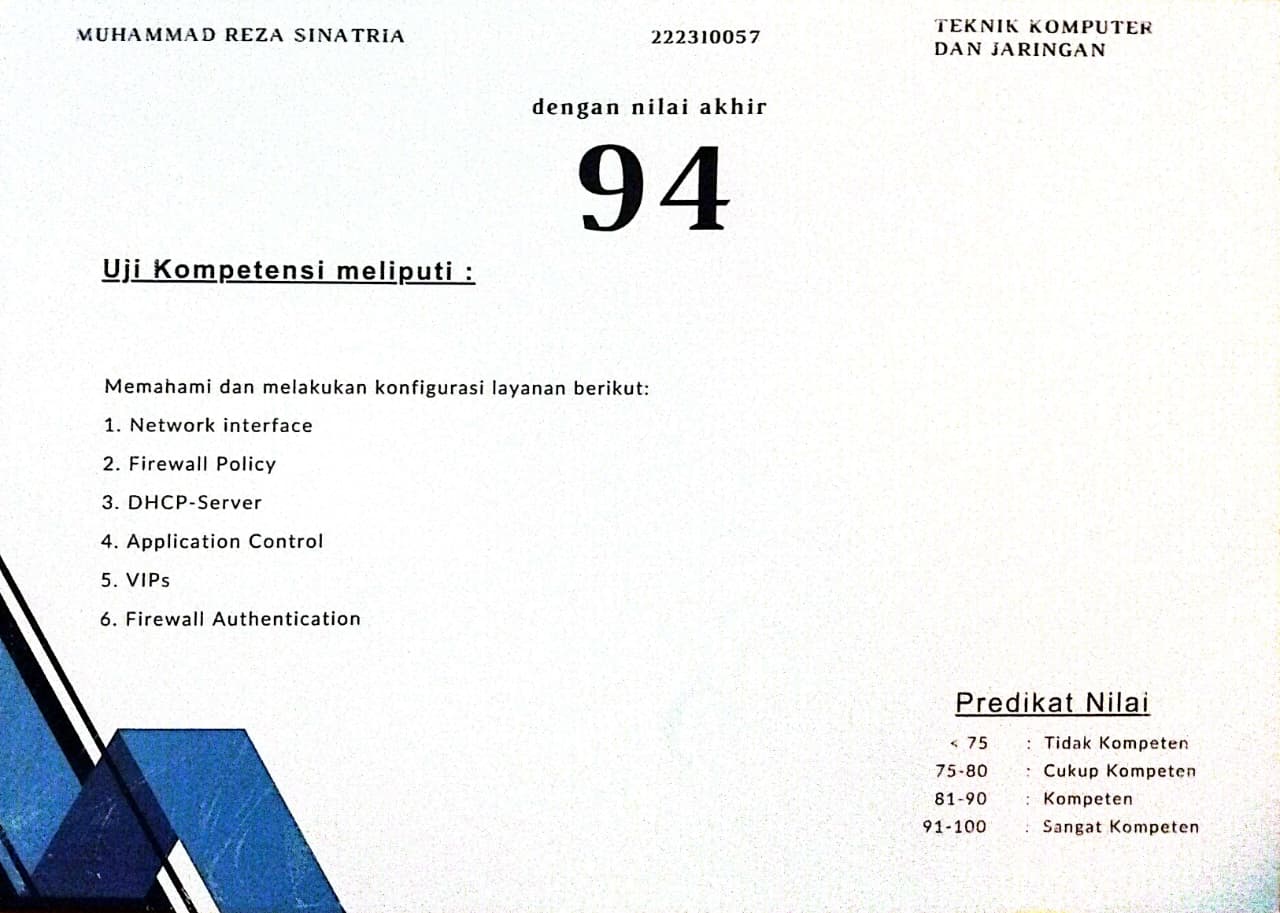 MUHAMMAD REZA SINATRIA
222310057
TEKNIK KOMPUTER
DAN JARINGAN
dengan nilai akhir
94
Uji Kompetensi meliputi :
Memahami dan melakukan konfigurasi layanan berikut:
1. Network interface
2. Firewall Policy
3. DHCP-Server
4. Application Control
5. VIPs
6. Firewall Authentication
Predikat Nilai
< 75 : Tidak Kompeten
75-80 : Cukup Kompeten
81-90 : Kompeten
91-100 : Sangat Kompeten